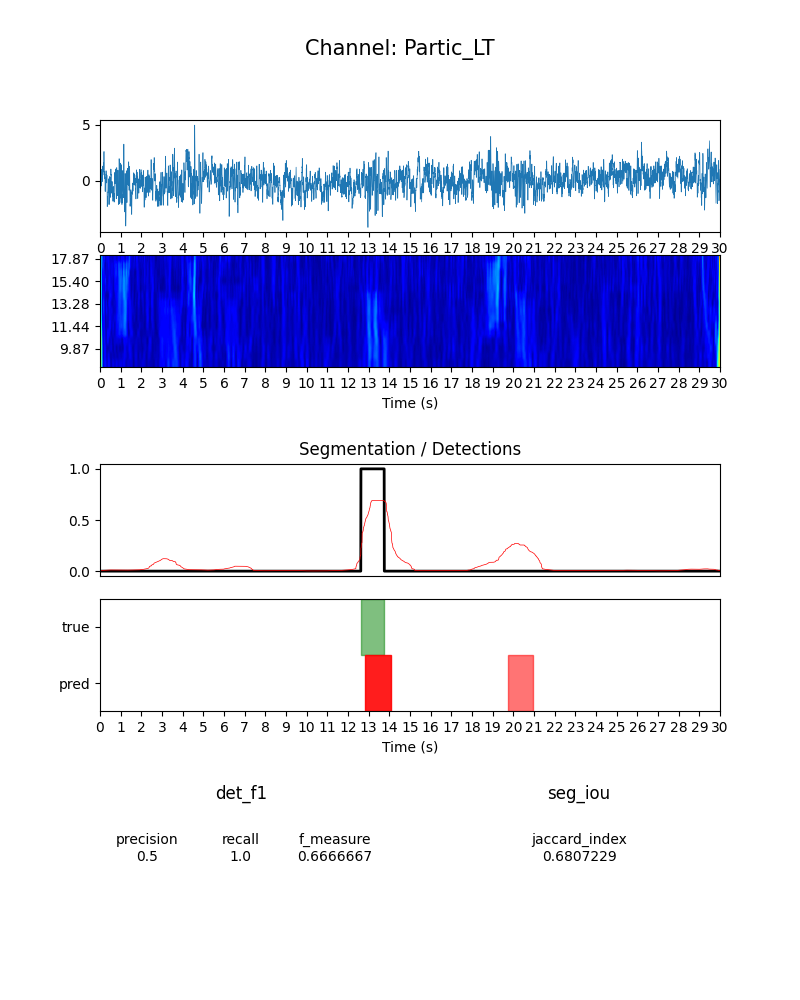 Channel: Partic_LT
5
0
0 1 2 3 4 5 6 7 8 9 10 11 12 13 14 15 16 17 18 19 20 21 22 23 24 25 26 27 28 29 30
17.87
15.40
13.28
11.44
9.87
0 1 2 3 4 5 6 7 8 9 10 11 12 13 14 15 16 17 18 19 20 21 22 23 24 25 26 27 28 29 30
Time (s)
Segmentation / Detections
1.0
0.5
0.0
true
pred
0 1 2 3 4 5 6 7 8 9 10 11 12 13 14 15 16 17 18 19 20 21 22 23 24 25 26 27 28 29 30
Time (s)
det_f1 seg_iou
precision recall f_measure jaccard_index
0.5 1.0 0.6666667 0.6807229